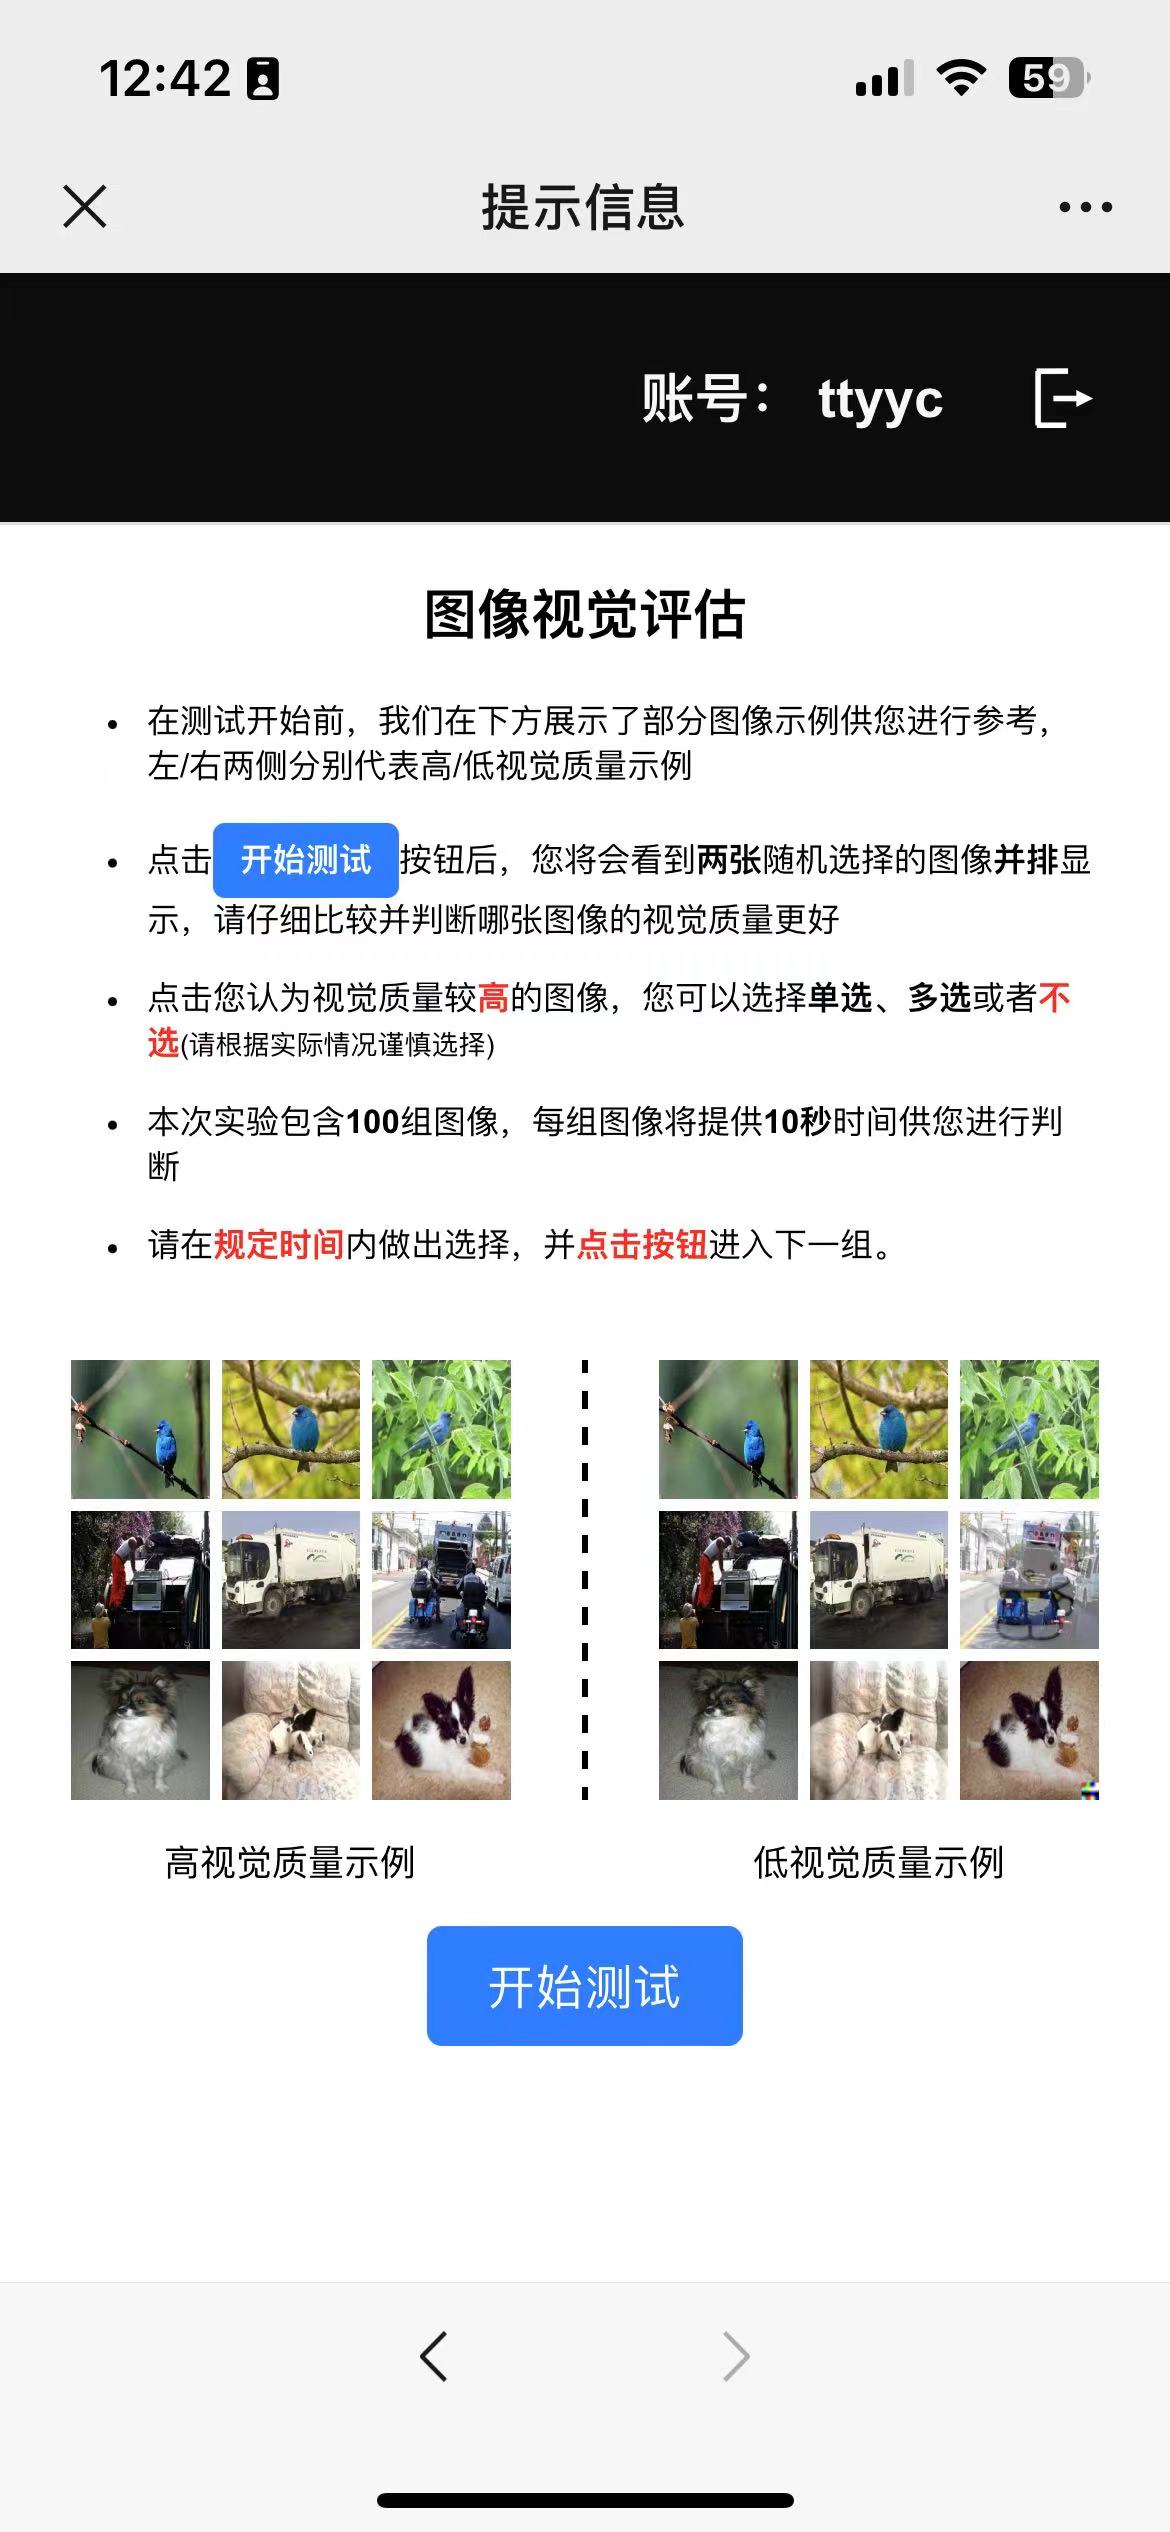 12:42
59
提示信息
账号： ttyyc
图像视觉评估
在测试开始前，我们在下方展示了部分图像示例供您进行参考，
左/右两侧分别代表高/低视觉质量示例
点击 开始测试 按钮后，您将会看到两张随机选择的图像并排显
示，请仔细比较并判断哪张图像的视觉质量更好
点击您认为视觉质量较高的图像，您可以选择单选、多选或者不
选(请根据实际情况谨慎选择)
本次实验包含100组图像，每组图像将提供10秒时间供您进行判
断
请在规定时间内做出选择，并点击按钮进入下一组。
高视觉质量示例
低视觉质量示例
开始测试